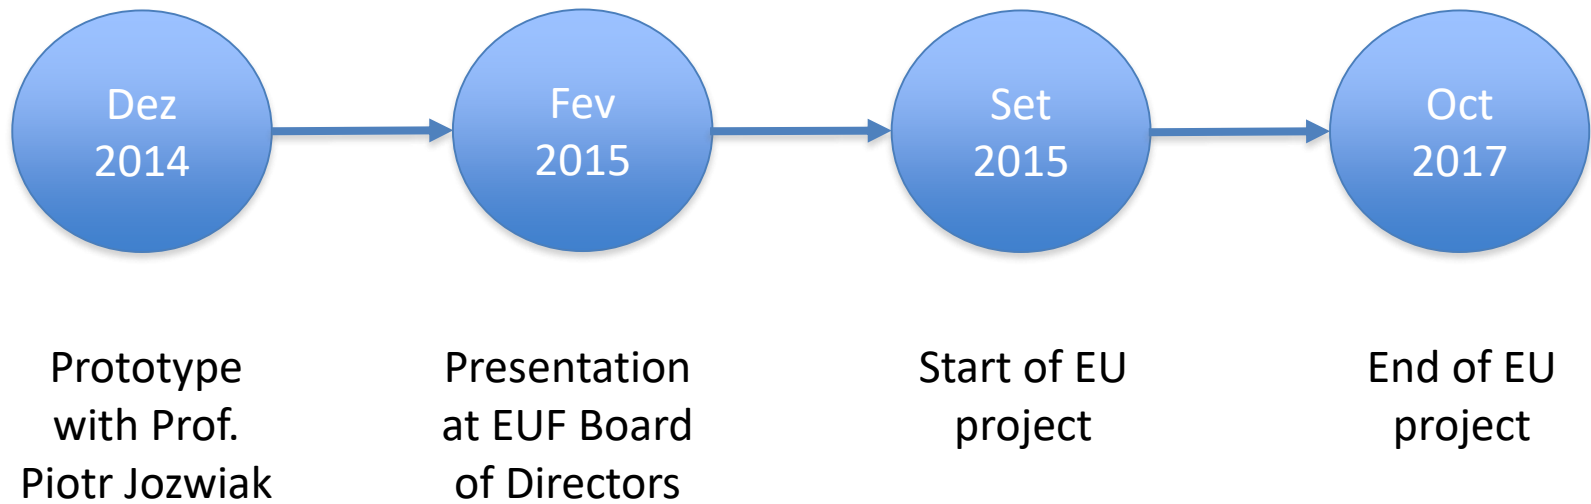 Dez
2014
Fev
2015
Set
2015
Oct
2017
Prototype
with Prof.
Piotr Jozwiak
Presentation
at EUF Board
of Directors
Start of EU
project
End of EU
project